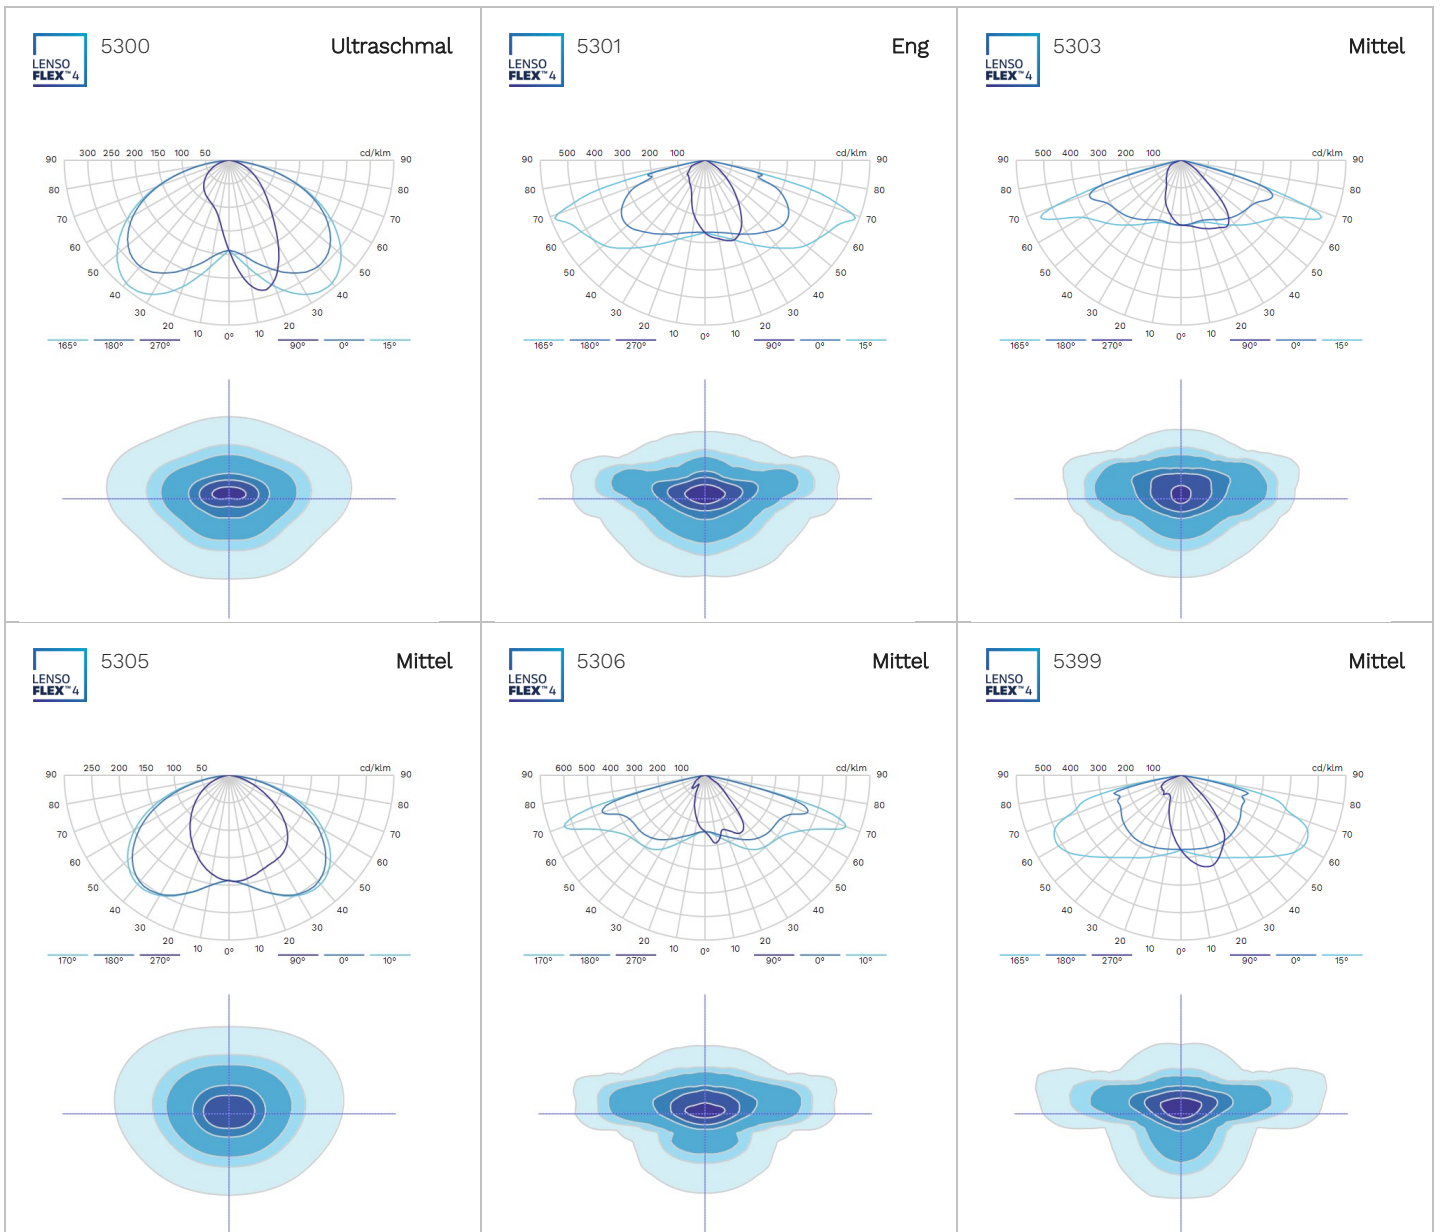 5300 Ultraschmal
LENSO
FLEX™4
300 250 200 150 100 50 cd/klm
90 90
80 80
70 70
60 60
50 50
40 40
30 30
20 20
10 0° 10
165° 180° 270° 90° 0° 15°
5301 Eng
LENSO
FLEX™4
500 400 300 200 100 cd/klm
90 90
80 80
70 70
60 60
50 50
40 40
30 30
20 20
10 0° 10
165° 180° 270° 90° 0° 15°
5303 Mittel
LENSO
FLEX™4
500 400 300 200 100 cd/klm
90 90
80 80
70 70
60 60
50 50
40 40
30 30
20 20
10 0° 10
165° 180° 270° 90° 0° 15°
5305 Mittel
LENSO
FLEX™4
250 200 150 100 50 cd/klm
90 90
80 80
70 70
60 60
50 50
40 40
30 30
20 20
10 0° 10
170° 180° 270° 90° 0° 10°
5306 Mittel
LENSO
FLEX™4
600 500 400 300 200 100 cd/klm
90 90
80 80
70 70
60 60
50 50
40 40
30 30
20 20
10 0° 10
170° 180° 270° 90° 0° 10°
5399 Mittel
LENSO
FLEX™4
500 400 300 200 100 cd/klm
90 90
80 80
70 70
60 60
50 50
40 40
30 30
20 20
10 0° 10
165° 180° 270° 90° 0° 15°